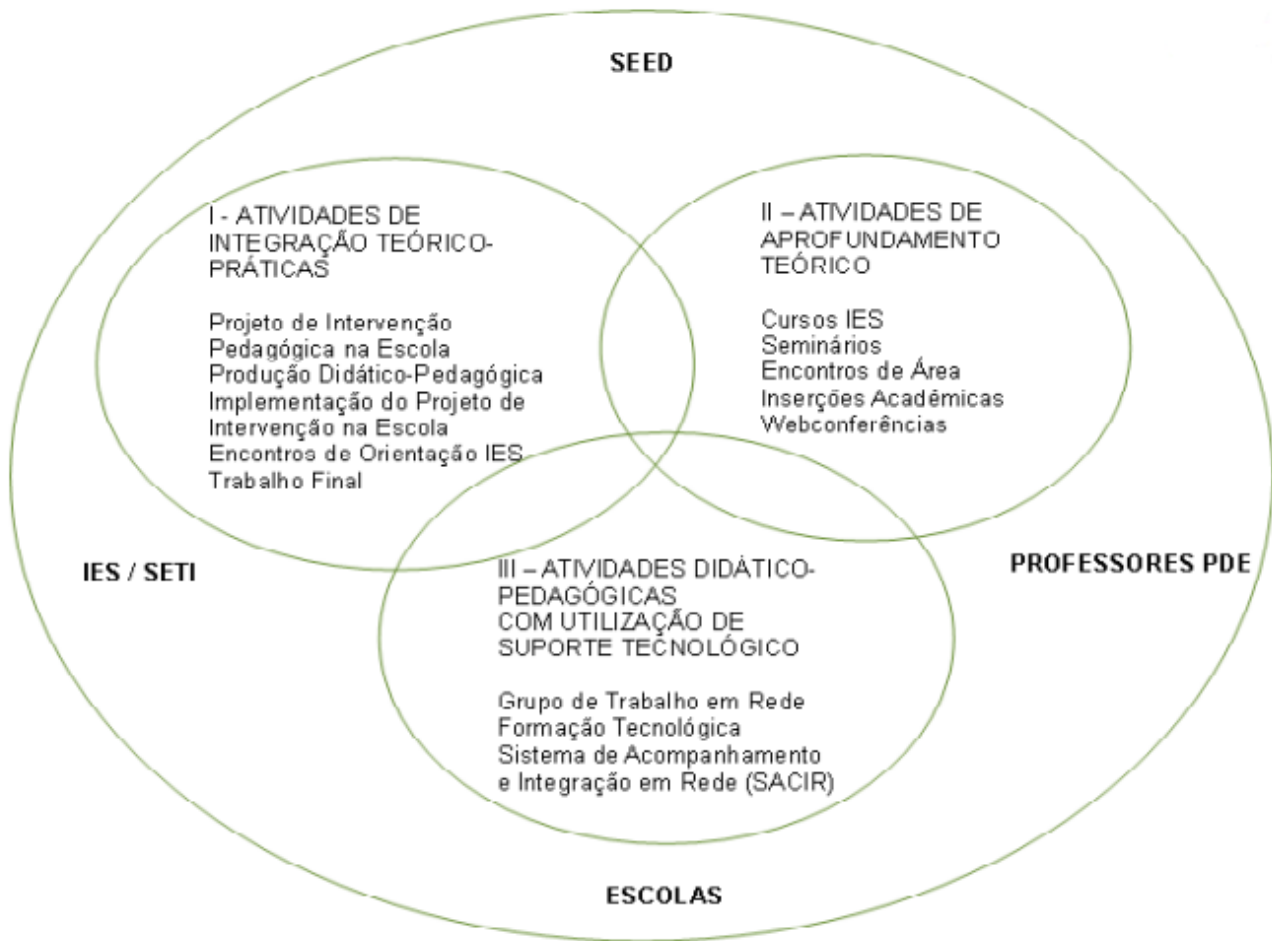 SEED
I - ATIVIDADES DE
INTEGRAÇÃO TEÓRICO-
PRÁTICAS
Projeto de Intervenção
Pedagógica na Escola
Produção Didático-Pedagógica
Implementação do Projeto de
Intervenção na Escola
Encontros de Orientação IES
Trabalho Final
II – ATIVIDADES DE
APROFUNDAMENTO
TEÓRICO
Cursos IES
Seminários
Encontros de Área
Inserções Acadêmicas
Webconferências
IES / SETI
PROFESSORES PDE
III – ATIVIDADES DIDÁTICO-
PEDAGÓGICAS
COM UTILIZAÇÃO DE
SUPORTE TECNOLÓGICO
Grupo de Trabalho em Rede
Formação Tecnológica
Sistema de Acompanhamento
e Integração em Rede (SACIR)
ESCOLAS